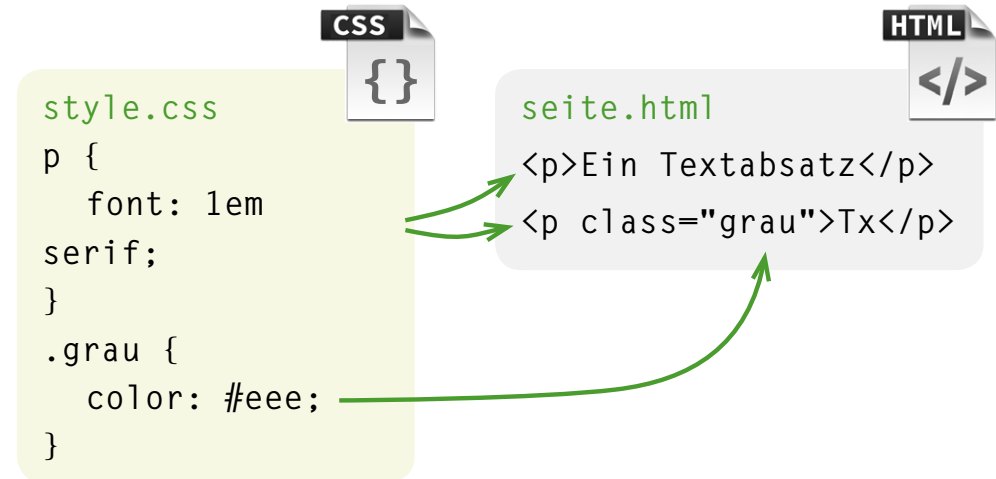 CSS
{}
style.css
p {
font: 1em
serif;
}
.grau {
color: #eee;
}
HTML
</>
seite.html
<p>Ein Textabsatz</p>
<p class="grau">Tx</p>